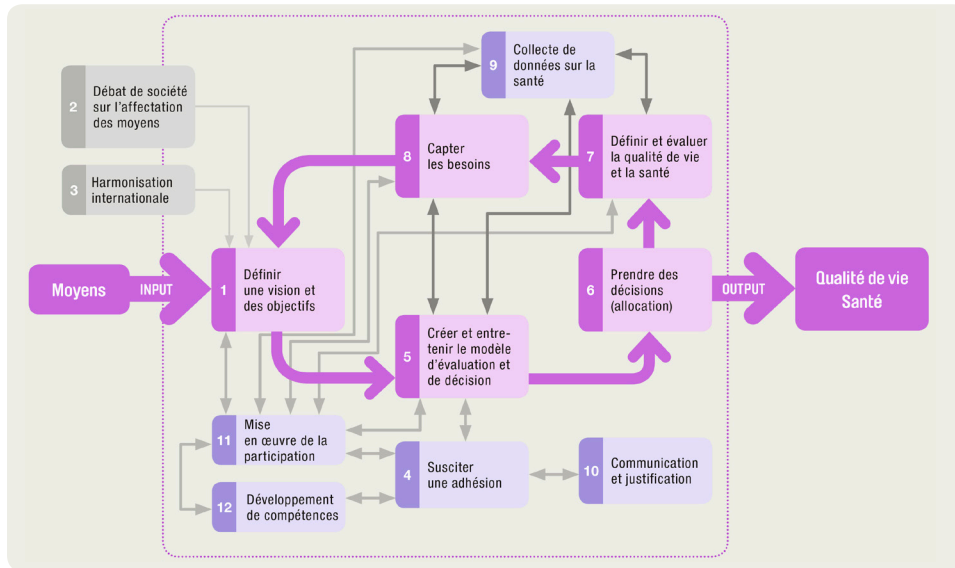 9
Collecte de
données sur la
santé
2
Débat de société
sur l'affectation
des moyens
8
Capter
les besoins
7
Définir et évaluer
la qualité de vie
et la santé
3
Harmonisation
internationale
Moyens
INPUT
1
Définir
une vision et
des objectifs
6
Prendre des
décisions
(allocation)
OUTPUT
Qualité de vie
Santé
5
Créer et entre-
tenir le modèle
d'évaluation et
de décision
11
Mise
en œuvre de la
participation
4
Susciter
une adhésion
10
Communication
et justification
12
Développement
de compétences